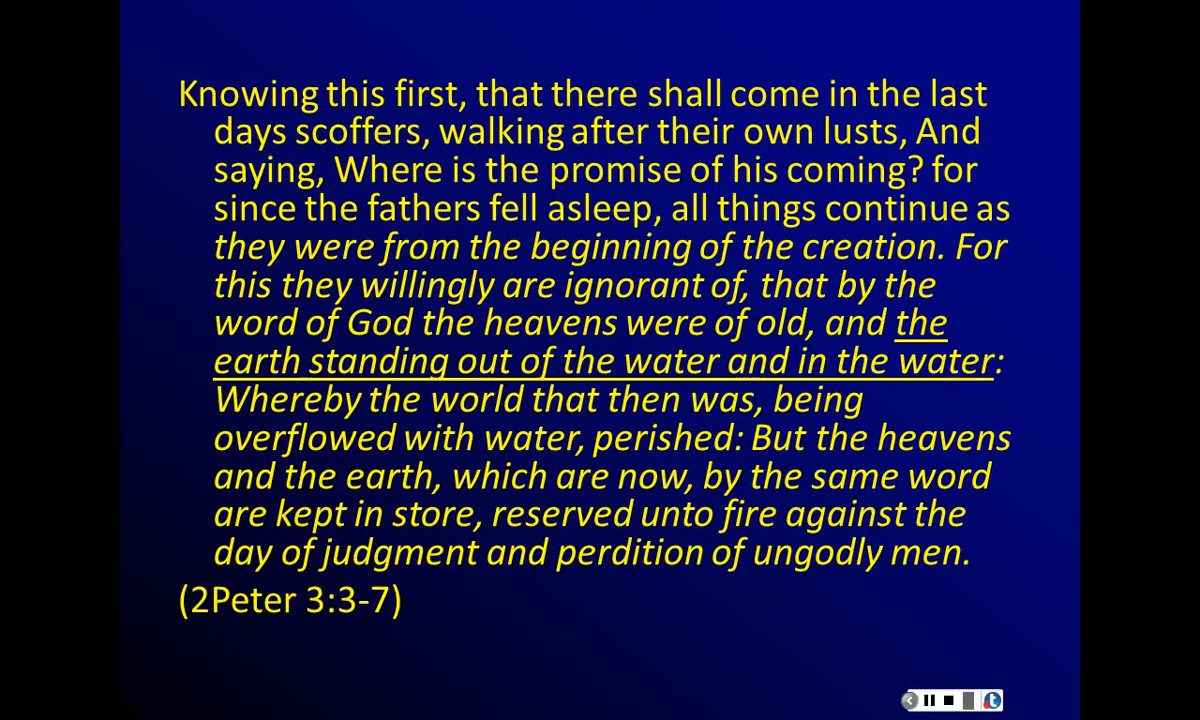 Knowing this first, that there shall come in the last
days scoffers, walking after their own lusts, And
saying, Where is the promise of his coming? for
since the fathers fell asleep, all things continue as
they were from the beginning of the creation. For
this they willingly are ignorant of, that by the
word of God the heavens were of old, and the
earth standing out of the water and in the water:
Whereby the world that then was, being
overflowed with water, perished: But the heavens
and the earth, which are now, by the same word
are kept in store, reserved unto fire against the
day of judgment and perdition of ungodly men.
(2Peter 3:3-7)